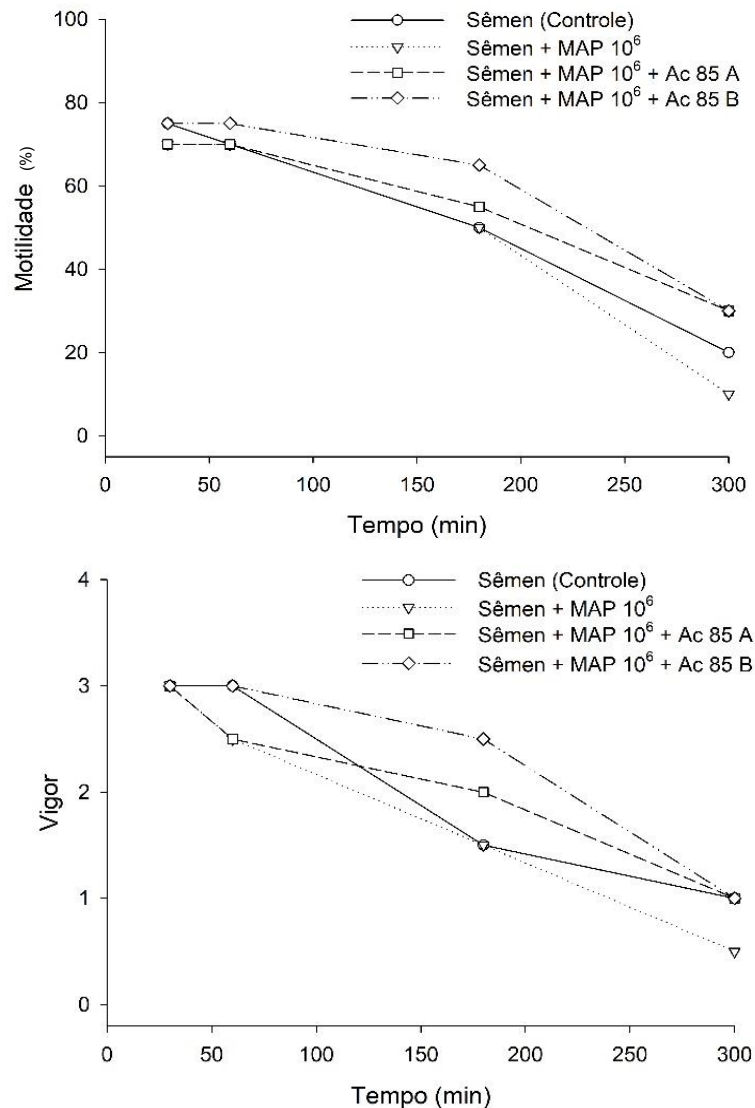 100
80
60
40
20
0
Motilidade (%)
Sêmen (Controle)
Sêmen + MAP 10⁶
Sêmen + MAP 10⁶ + Ac 85 A
Sêmen + MAP 10⁶ + Ac 85 B
0 50 100 150 200 250 300
Tempo (min)
4
3
2
1
0
Vigor
Sêmen (Controle)
Sêmen + MAP 10⁶
Sêmen + MAP 10⁶ + Ac 85 A
Sêmen + MAP 10⁶ + Ac 85 B
0 50 100 150 200 250 300
Tempo (min)